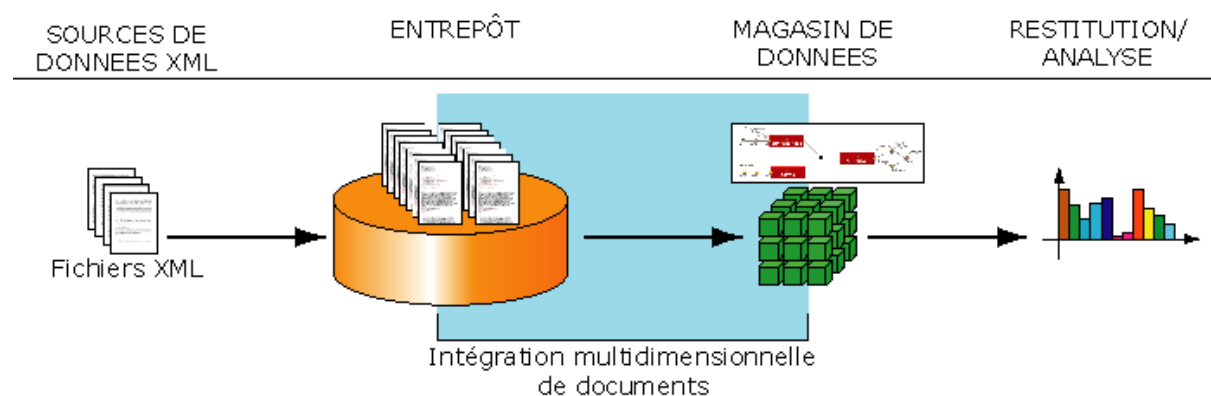 SOURCES DE
DONNEES XML
ENTREPÔT
MAGASIN DE
DONNEES
RESTITUTION/
ANALYSE
Fichiers XML
Intégration multidimensionnelle
de documents